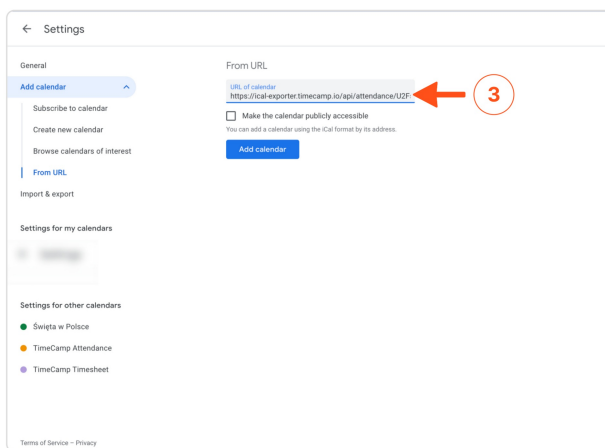 Settings
General
Add calendar
Subscribe to calendar
Create new calendar
Browse calendars of interest
From URL
Import & export
Settings for my calendars
Settings for other calendars
Święta w Polsce
TimeCamp Attendance
TimeCamp Timesheet
Terms of Service – Privacy
From URL
URL of calendar
https://ical-exporter.timecamp.io/api/attendance/U2F
Make the calendar publicly accessible
You can add a calendar using the iCal format by its address.
Add calendar
3